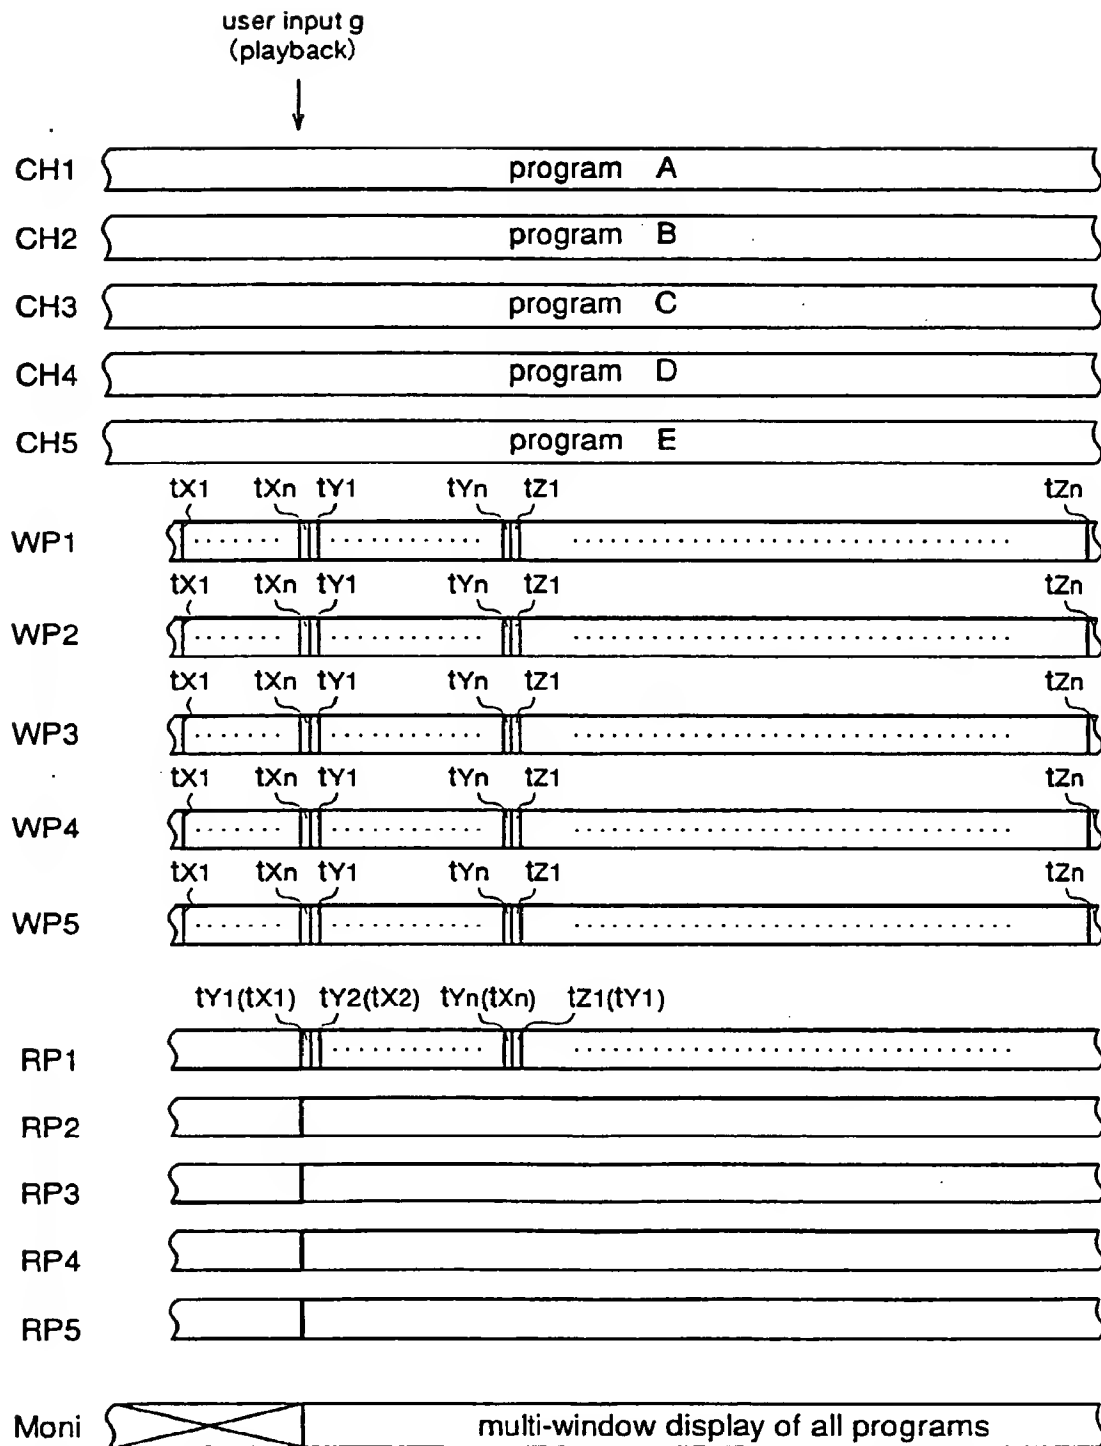 user input g
(playback)
CH1 program A
CH2 program B
CH3 program C
CH4 program D
CH5 program E
tX1 tXn tY1 tYn tZ1 tZn
WP1
tX1 tXn tY1 tYn tZ1 tZn
WP2
tX1 tXn tY1 tYn tZ1 tZn
WP3
tX1 tXn tY1 tYn tZ1 tZn
WP4
tX1 tXn tY1 tYn tZ1 tZn
WP5
tY1(tX1) tY2(tX2) tYn(tXn) tZ1(tY1)
RP1
RP2
RP3
RP4
RP5
Moni multi-window display of all programs